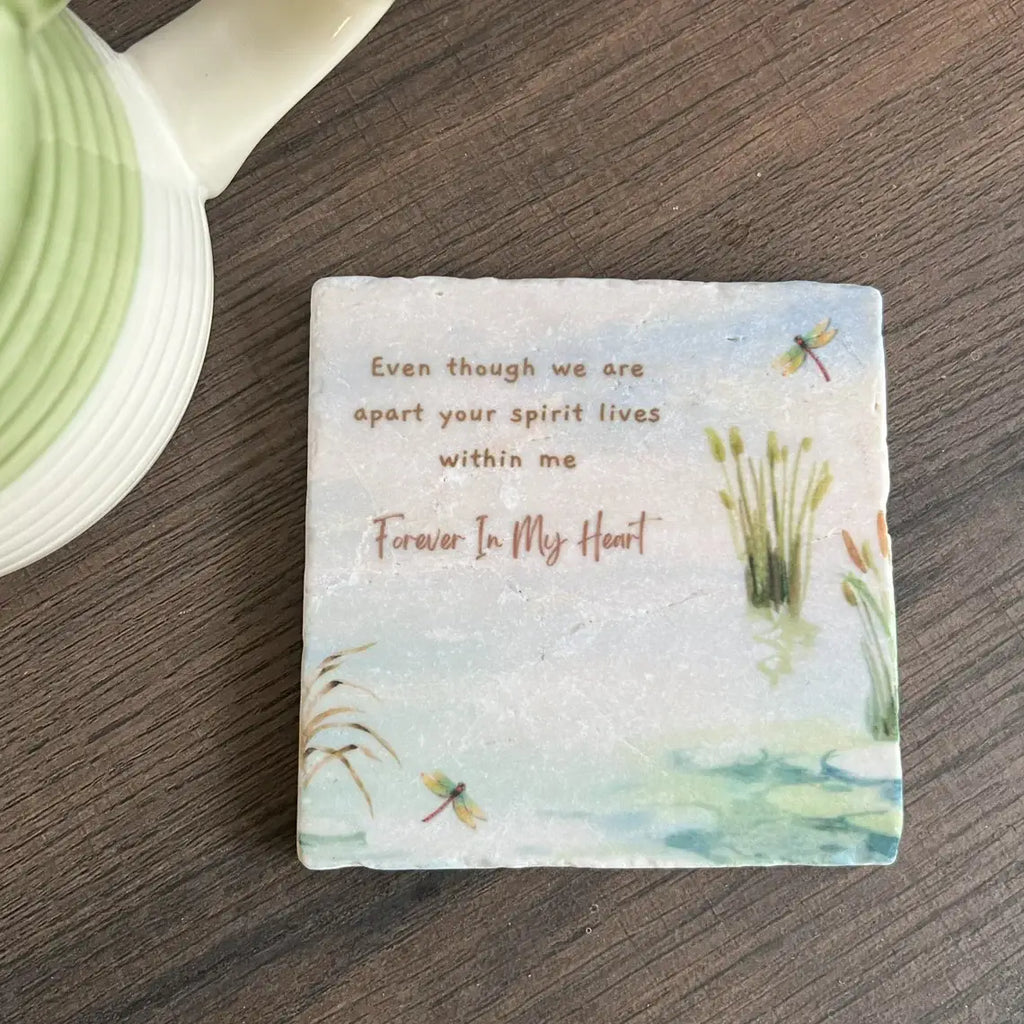 Even though we are
apart your spirit lives
within me
Forever In My Heart